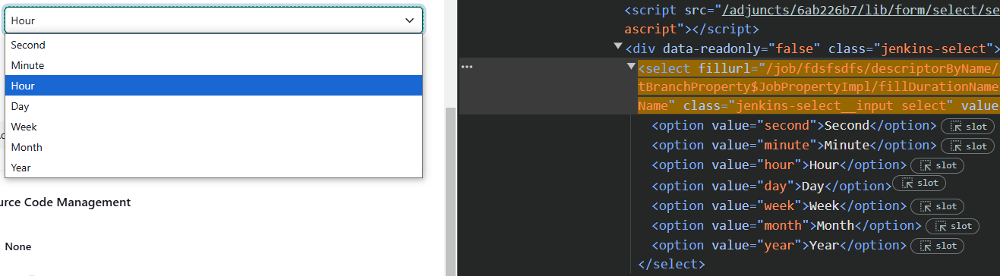 Hour
Second
Minute
Hour
Day
Week
Month
Year
urce Code Management
None
<script src="/adjuncts/6ab226b7/lib/form/select/se
ascript"></script>
<div data-readonly="false" class="jenkins-select">
<select fillurl="/job/fdsfsdfs/descriptorByName/
tBranchProperty$JobPropertyImpl/fillDurationName
Name" class="jenkins-select__input select" value
<option value="second">Second</option> slot
<option value="minute">Minute</option> slot
<option value="hour">Hour</option> slot
<option value="day">Day</option> slot
<option value="week">Week</option> slot
<option value="month">Month</option> slot
<option value="year">Year</option> slot
</select>